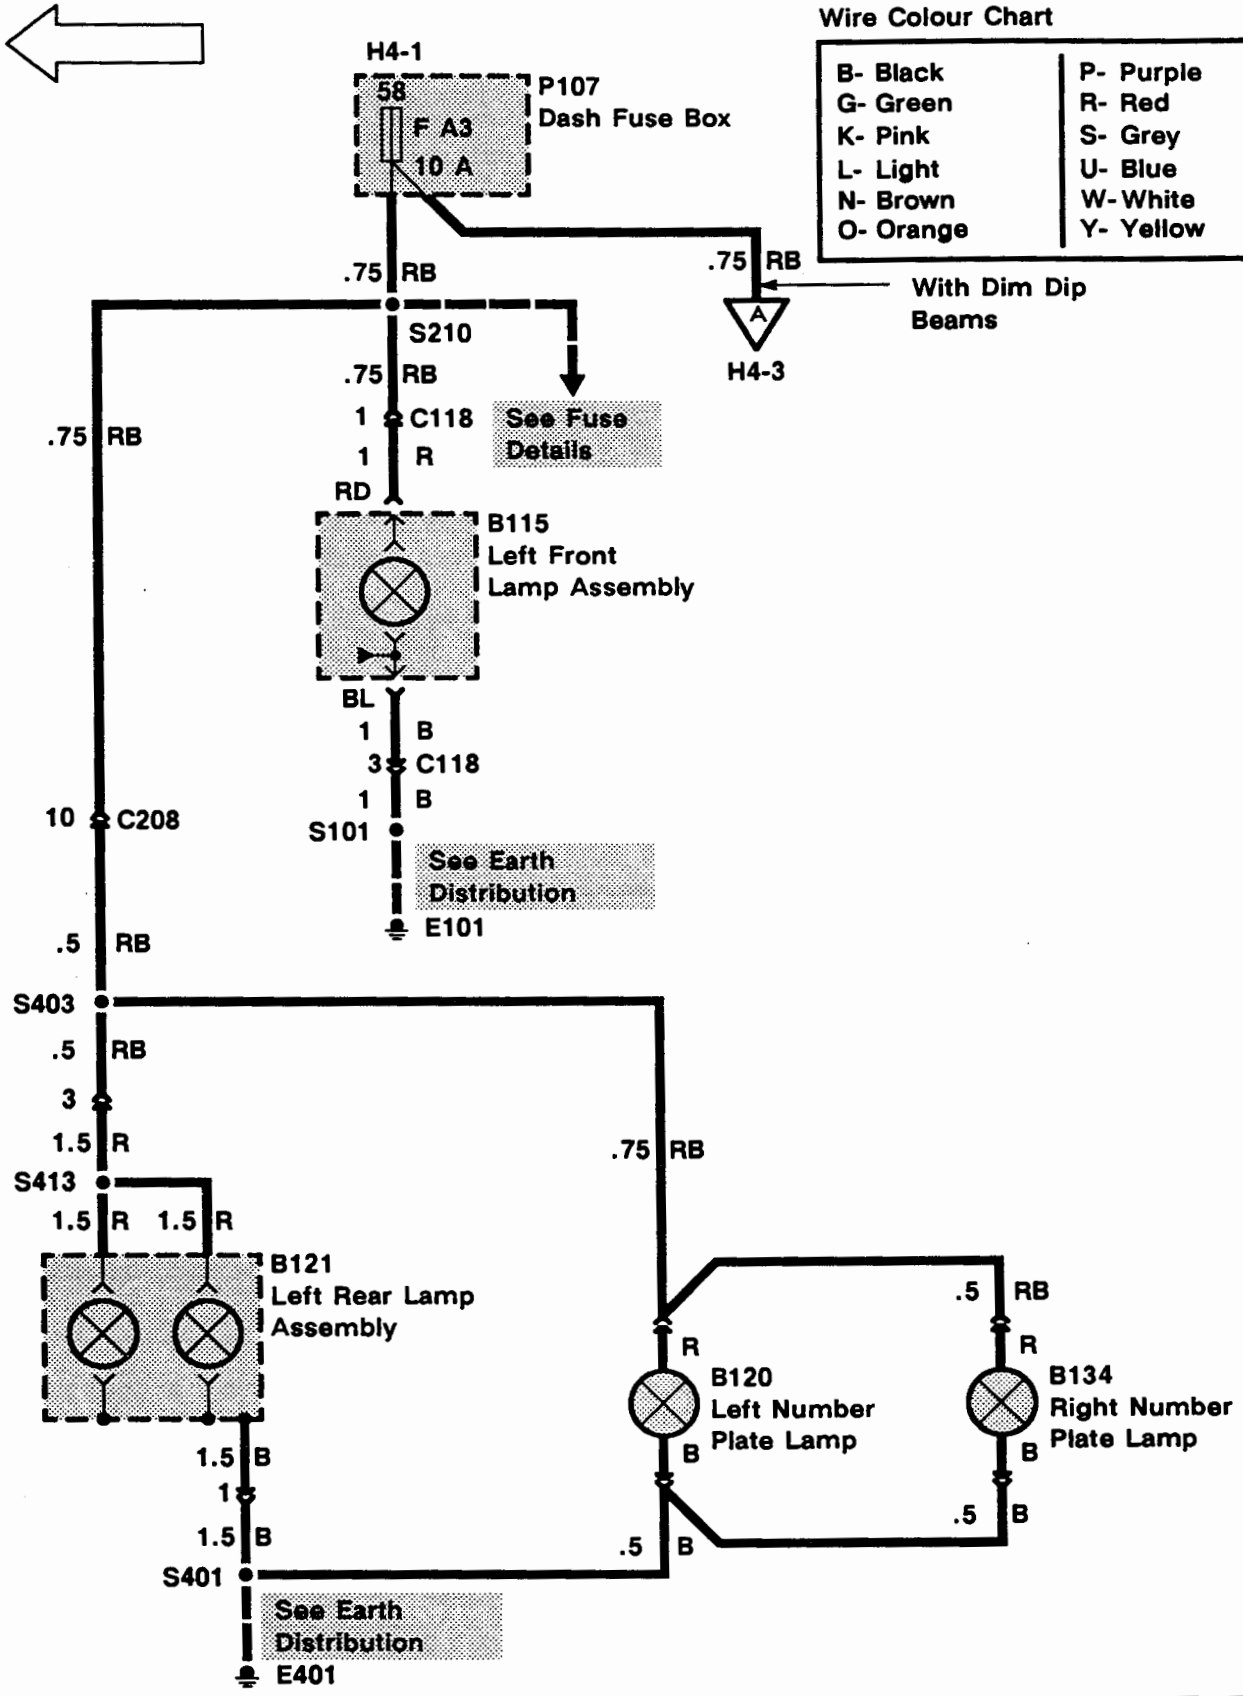 Wire Colour Chart
B- Black
G- Green
K- Pink
L- Light
N- Brown
O- Orange
P- Purple
R- Red
S- Grey
U- Blue
W- White
Y- Yellow
H4-1
58
F A3
10 A
P107
Dash Fuse Box
.75 RB
.75 RB
With Dim Dip
Beams
A
H4-3
S210
.75 RB
1 C118
See Fuse
Details
.75 RB
1 R
RD
B115
Left Front
Lamp Assembly
BL
1 B
3 C118
1 B
10 C208
S101
See Earth
Distribution
E101
.5 RB
S403
.5 RB
3
1.5 R
.75 RB
S413
1.5 R 1.5 R
B121
Left Rear Lamp
Assembly
.5 RB
R
R
B120
Left Number
Plate Lamp
B134
Right Number
Plate Lamp
B
B
1.5 B
1
.5 B
1.5 B
.5 B
S401
See Earth
Distribution
E401